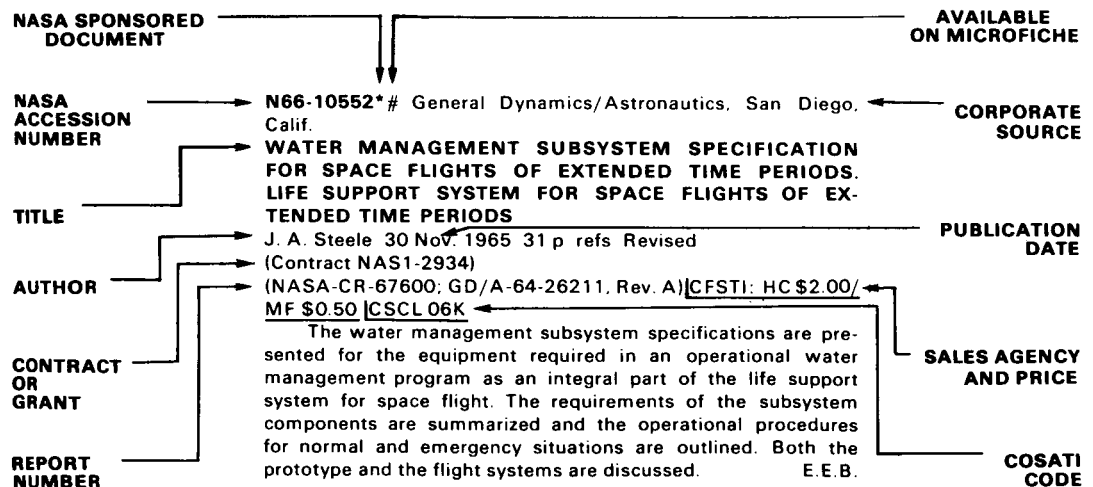 NASA SPONSORED
DOCUMENT
AVAILABLE
ON MICROFICHE
NASA
ACCESSION
NUMBER
N66-10552*# General Dynamics/Astronautics, San Diego,
Calif.
CORPORATE
SOURCE
WATER MANAGEMENT SUBSYSTEM SPECIFICATION
FOR SPACE FLIGHTS OF EXTENDED TIME PERIODS.
LIFE SUPPORT SYSTEM FOR SPACE FLIGHTS OF EX-
TENDED TIME PERIODS
TITLE
J. A. Steele 30 Nov. 1965 31 p refs Revised
PUBLICATION
DATE
(Contract NAS1-2934)
AUTHOR
(NASA-CR-67600; GD/A-64-26211, Rev. A) CFSTI: HC $2.00/
MF $0.50 CSCL 06K
The water management subsystem specifications are pre-
sented for the equipment required in an operational water
management program as an integral part of the life support
system for space flight. The requirements of the subsystem
components are summarized and the operational procedures
for normal and emergency situations are outlined. Both the
prototype and the flight systems are discussed. E.E.B.
CONTRACT
OR
GRANT
SALES AGENCY
AND PRICE
REPORT
NUMBER
COSATI
CODE